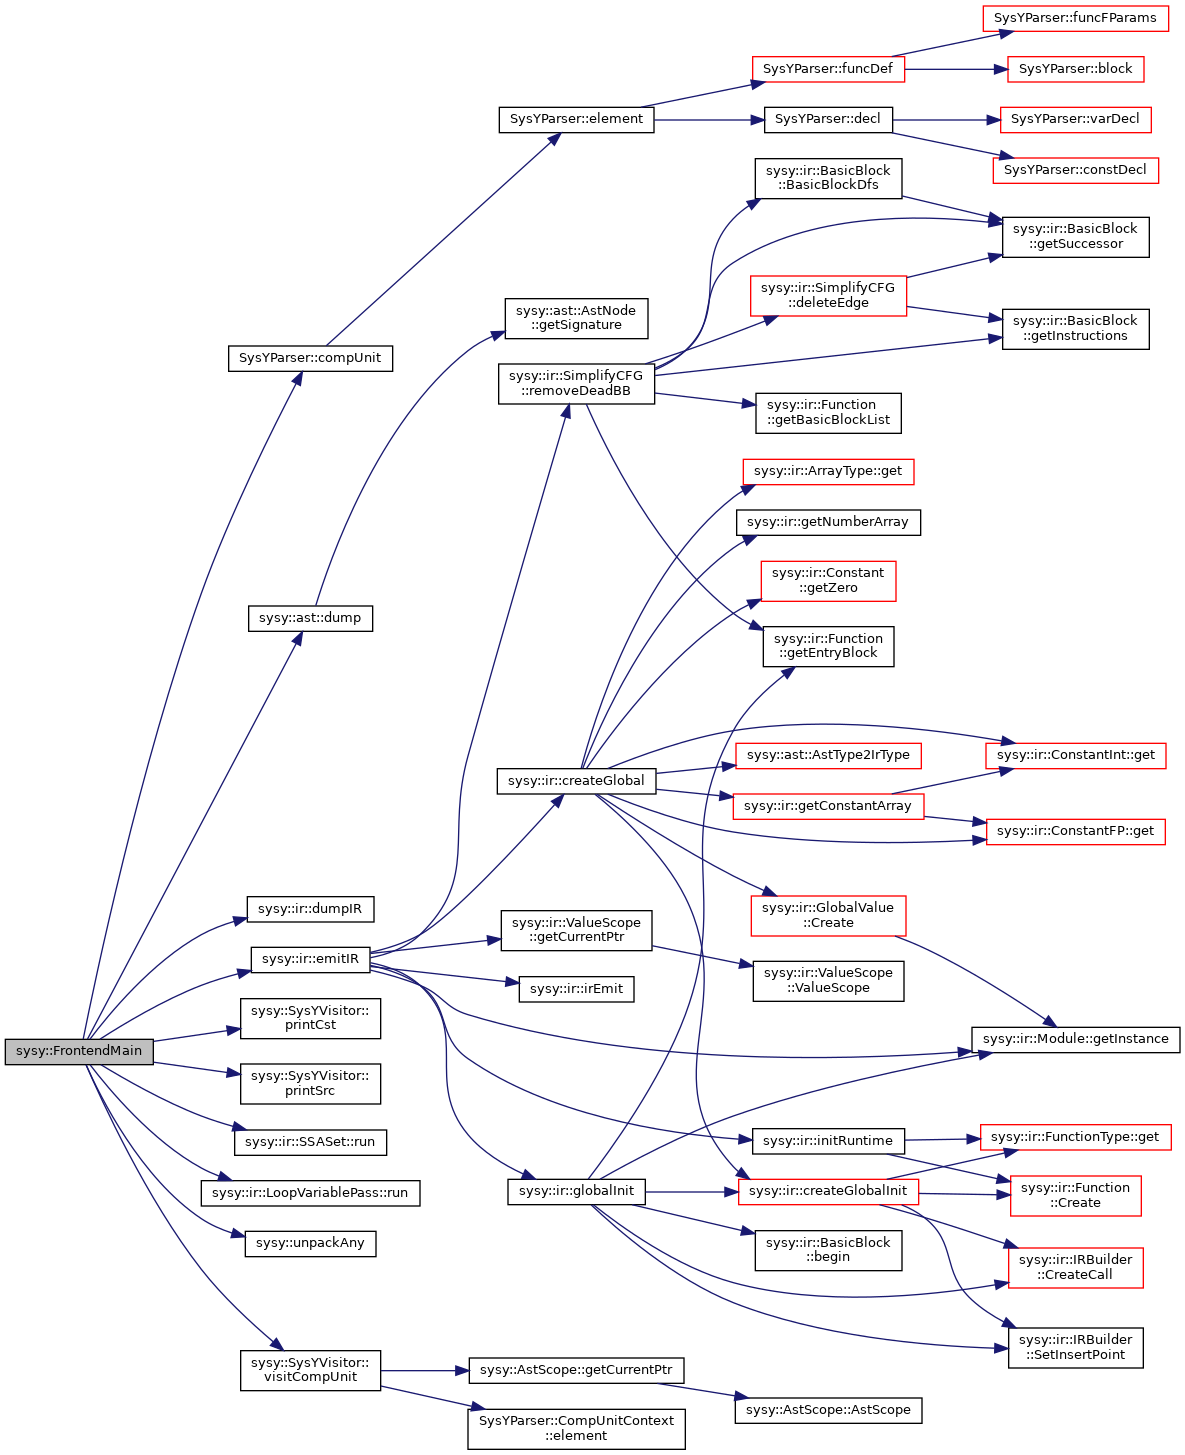 SysYParser::funcFParams
SysYParser::funcDef
SysYParser::block
SysYParser::element
SysYParser::decl
SysYParser::varDecl
SysYParser::constDecl
sysy::ir::BasicBlock
::BasicBlockDfs
sysy::ir::BasicBlock
::getSuccessor
sysy::ir::SimplifyCFG
::deleteEdge
sysy::ast::AstNode
::getSignature
sysy::ir::BasicBlock
::getInstructions
SysYParser::compUnit
sysy::ir::SimplifyCFG
::removeDeadBB
sysy::ir::Function
::getBasicBlockList
sysy::ir::ArrayType::get
sysy::ir::getNumberArray
sysy::ir::Constant
::getZero
sysy::ast::dump
sysy::ir::Function
::getEntryBlock
sysy::ir::createGlobal
sysy::ast::AstType2IrType
sysy::ir::ConstantInt::get
sysy::ir::getConstantArray
sysy::ir::ConstantFP::get
sysy::ir::dumpIR
sysy::ir::GlobalValue
::Create
sysy::ir::ValueScope
::getCurrentPtr
sysy::ir::emitIR
sysy::ir::ValueScope
::ValueScope
sysy::ir::irEmit
sysy::SysYVisitor::
printCst
sysy::ir::Module::getInstance
sysy::FrontendMain
sysy::SysYVisitor::
printSrc
sysy::ir::SSASet::run
sysy::ir::initRuntime
sysy::ir::FunctionType::get
sysy::ir::LoopVariablePass::run
sysy::ir::globalInit
sysy::ir::createGlobalInit
sysy::ir::Function
::Create
sysy::unpackAny
sysy::ir::BasicBlock
::begin
sysy::ir::IRBuilder
::CreateCall
sysy::ir::IRBuilder
::SetInsertPoint
sysy::SysYVisitor::
visitCompUnit
sysy::AstScope::getCurrentPtr
sysy::AstScope::AstScope
SysYParser::CompUnitContext
::element